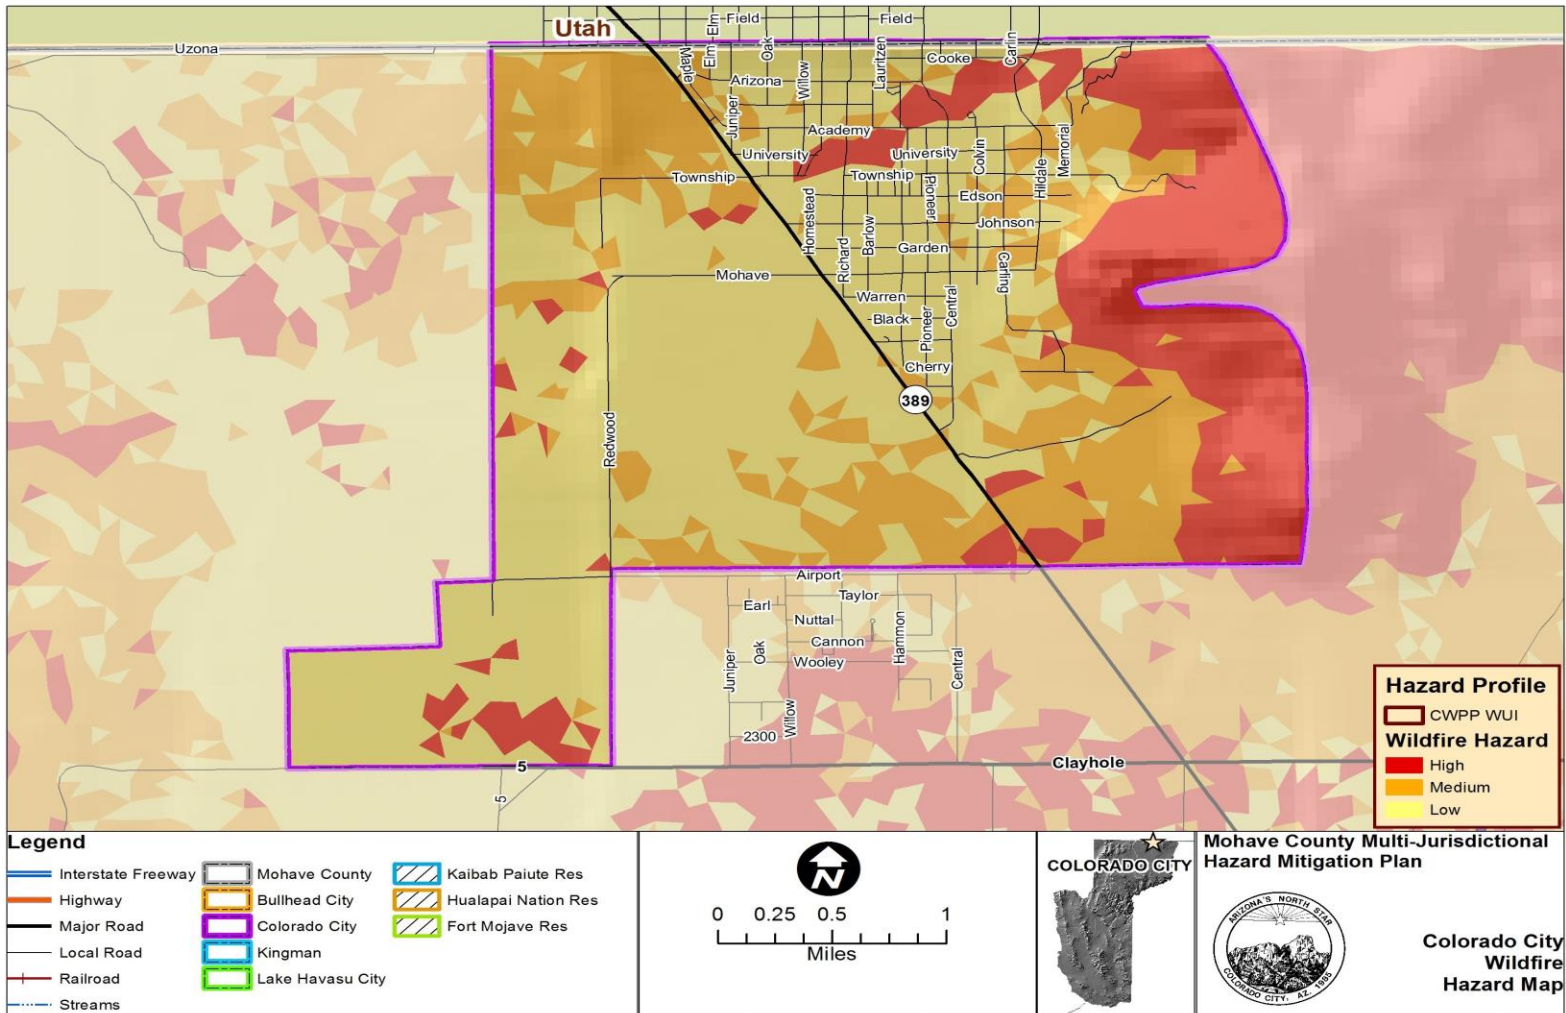 Utah
Uzona
Field
Field
Elm
Elm
Maple
Oak
Willow
Lauritzen
Cooke
Carlin
Arizona
Juniper
Academy
University
University
Colvin
Memorial
Hildale
Township
Township
Pioneer
Edson
Homestead
Johnson
Richard
Barlow
Garden
Carling
Mohave
Warren
Central
Black
Pioneer
Cherry
389
Redwood
Airport
Earl
Taylor
Nuttal
Cannon
Hammon
Wooley
Juniper
Oak
Central
Willow
2300
5
Clayhole
5
Hazard Profile
CWPP WUI
Wildfire Hazard
High
Medium
Low
Legend
Interstate Freeway
Highway
Major Road
Local Road
Railroad
Streams
Mohave County
Bullhead City
Colorado City
Kingman
Lake Havasu City
Kaibab Paiute Res
Hualapai Nation Res
Fort Mojave Res
N
0 0.25 0.5 1
Miles
COLORADO CITY
Mohave County Multi-Jurisdictional
Hazard Mitigation Plan
ARIZONA'S NORTH STAR
COLORADO CITY, AZ. 1985
Colorado City
Wildfire
Hazard Map